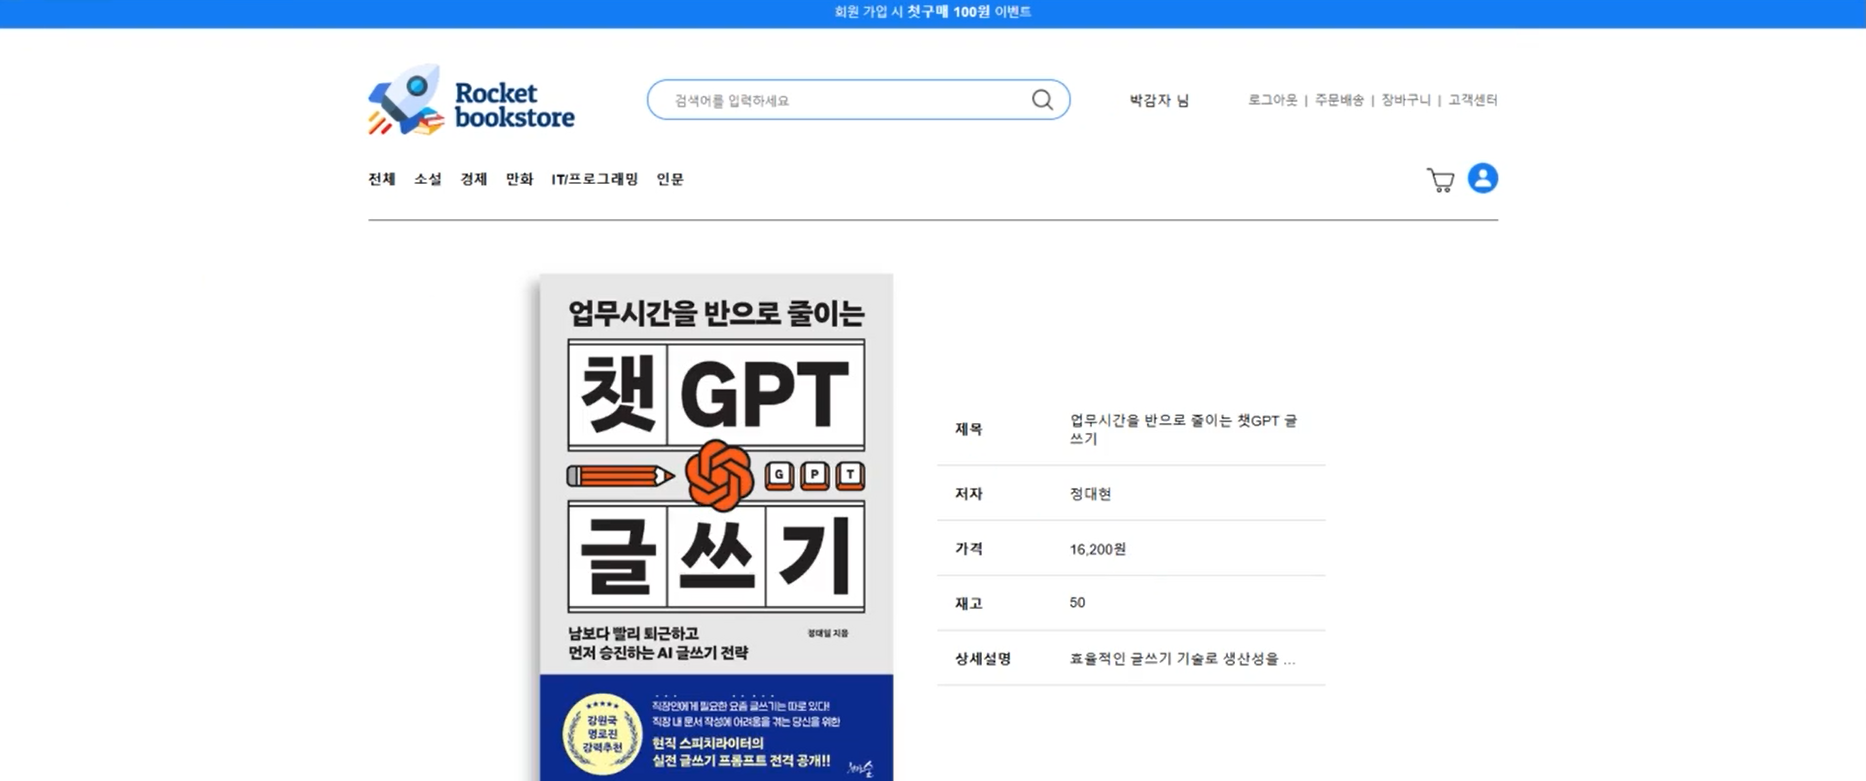 회원 가입 시 첫구매 100원 이벤트
Rocket
bookstore
검색어를 입력하세요
박감자 님
로그아웃 | 주문배송 | 장바구니 | 고객센터
전체 소설 경제 만화 IT/프로그래밍 인문
업무시간을 반으로 줄이는
챗GPT
G P T
글쓰기
남보다 빨리 퇴근하고
먼저 승진하는 AI 글쓰기 전략
정대일 지음
강원국
명로진
강력추천
직장인에게 필요한 요즘 글쓰기는 따로 있다!
직장 내 문서 작성에 어려움을 겪는 당신을 위한
현직 스피치라이터의
실전 글쓰기 프롬프트 전격 공개!!
제목 업무시간을 반으로 줄이는 챗GPT 글
쓰기
저자 정대현
가격 16,200원
재고 50
상세설명 효율적인 글쓰기 기술로 생산성을 ...